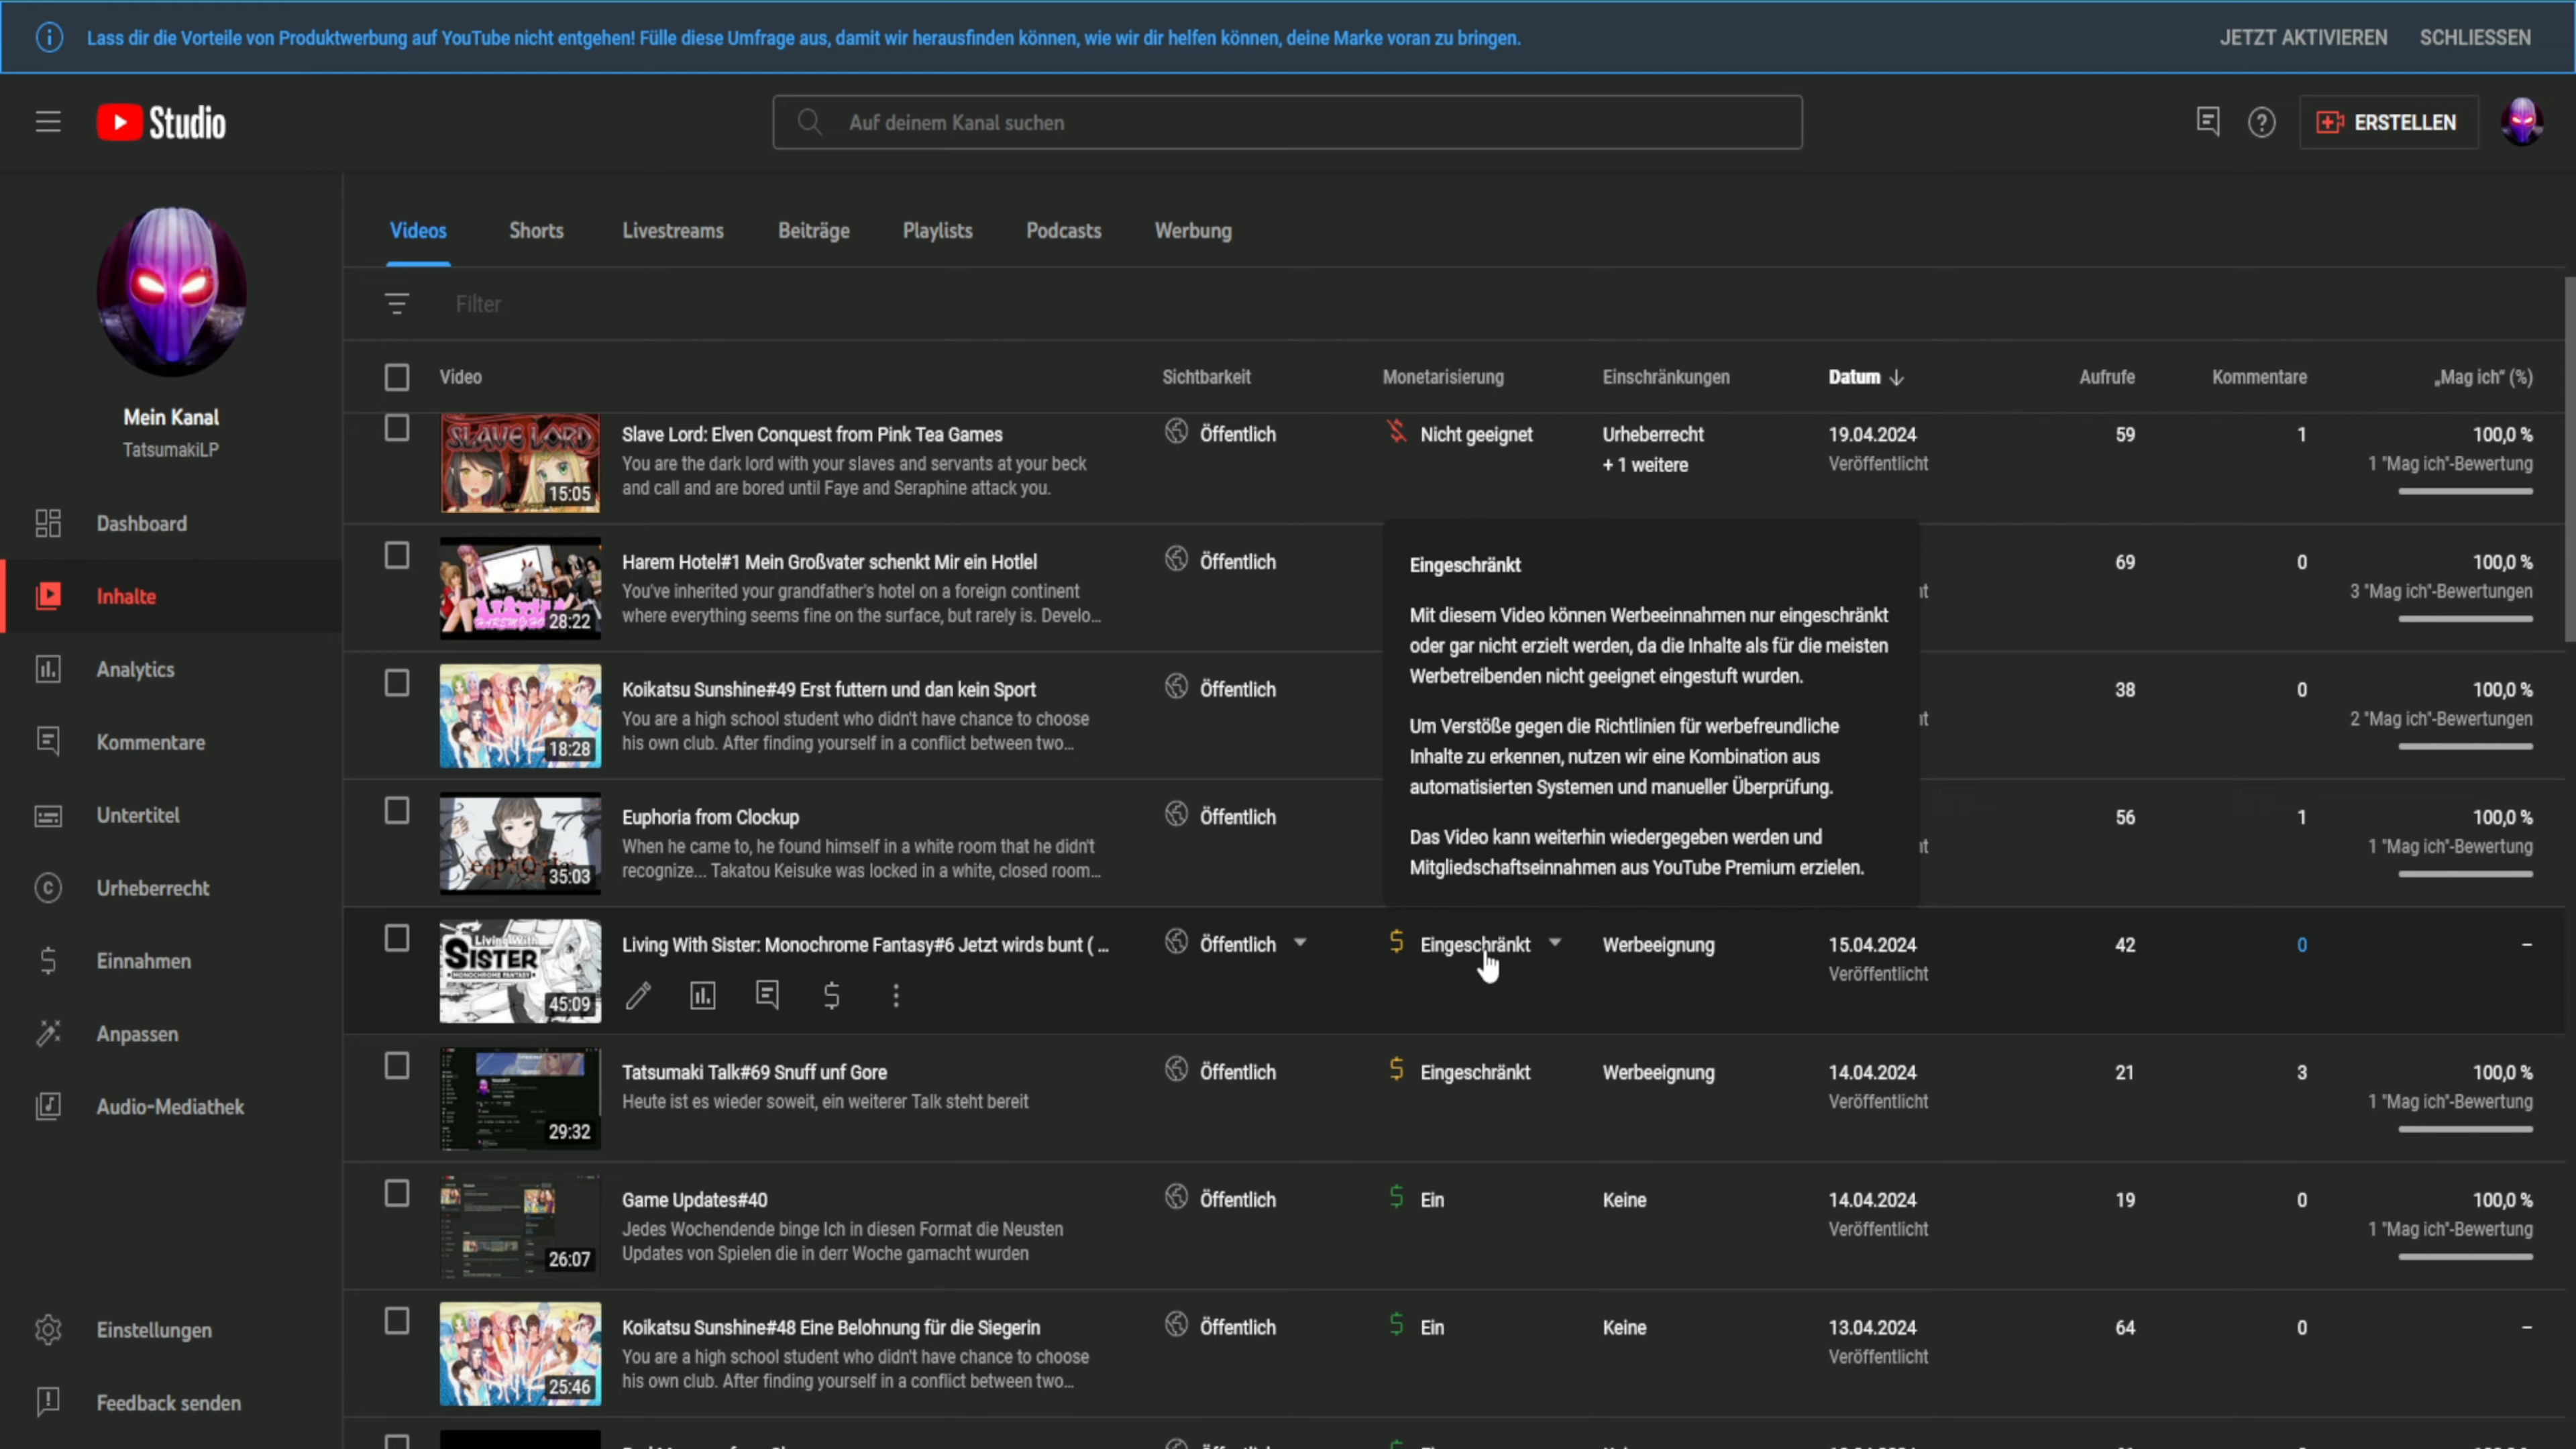 Lass dir die Vorteile von Produktwerbung auf YouTube nicht entgehen! Fülle diese Umfrage aus, damit wir herausfinden können, wie wir dir helfen können, deine Marke voran zu bringen.
JETZT AKTIVIEREN
SCHLIESSEN
Studio
Auf deinem Kanal suchen
ERSTELLEN
Mein Kanal
TatsumakiLP
Dashboard
Inhalte
Analytics
Kommentare
Untertitel
Urheberrecht
Einnahmen
Anpassen
Audio-Mediathek
Einstellungen
Feedback senden
Videos
Shorts
Livestreams
Beiträge
Playlists
Podcasts
Werbung
Filter
Video
Sichtbarkeit
Monetarisierung
Einschränkungen
Datum
Aufrufe
Kommentare
„Mag ich“ (%)
SLAVE LORD
15:05
Slave Lord: Elven Conquest from Pink Tea Games
You are the dark lord with your slaves and servants at your beck
and call and are bored until Faye and Seraphine attack you.
Öffentlich
Nicht geeignet
Urheberrecht
+ 1 weitere
19.04.2024
Veröffentlicht
59
1
100,0 %
1 "Mag ich"-Bewertung
28:22
Harem Hotel#1 Mein Großvater schenkt Mir ein Hotlel
You've inherited your grandfather's hotel on a foreign continent
where everything seems fine on the surface, but rarely is. Develo...
Öffentlich
69
0
100,0 %
3 "Mag ich"-Bewertungen
18:28
Koikatsu Sunshine#49 Erst futtern und dan kein Sport
You are a high school student who didn't have chance to choose
his own club. After finding yourself in a conflict between two...
Öffentlich
38
0
100,0 %
2 "Mag ich"-Bewertungen
35:03
Euphoria from Clockup
When he came to, he found himself in a white room that he didn't
recognize... Takatou Keisuke was locked in a white, closed room...
Öffentlich
56
1
100,0 %
1 "Mag ich"-Bewertung
Eingeschränkt
Mit diesem Video können Werbeeinnahmen nur eingeschränkt
oder gar nicht erzielt werden, da die Inhalte als für die meisten
Werbetreibenden nicht geeignet eingestuft wurden.
Um Verstöße gegen die Richtlinien für werbefreundliche
Inhalte zu erkennen, nutzen wir eine Kombination aus
automatisierten Systemen und manueller Überprüfung.
Das Video kann weiterhin wiedergegeben werden und
Mitgliedschaftseinnahmen aus YouTube Premium erzielen.
Living With
SISTER
MONOCHROME FANTASY
45:09
Living With Sister: Monochrome Fantasy#6 Jetzt wirds bunt ( ...
Öffentlich
Eingeschränkt
Werbeeignung
15.04.2024
Veröffentlicht
42
0
–
29:32
Tatsumaki Talk#69 Snuff unf Gore
Heute ist es wieder soweit, ein weiterer Talk steht bereit
Öffentlich
Eingeschränkt
Werbeeignung
14.04.2024
Veröffentlicht
21
3
100,0 %
1 "Mag ich"-Bewertung
26:07
Game Updates#40
Jedes Wochendende binge Ich in diesen Format die Neusten
Updates von Spielen die in derr Woche gamacht wurden
Öffentlich
Ein
Keine
14.04.2024
Veröffentlicht
19
0
100,0 %
1 "Mag ich"-Bewertung
25:46
Koikatsu Sunshine#48 Eine Belohnung für die Siegerin
You are a high school student who didn't have chance to choose
his own club. After finding yourself in a conflict between two...
Öffentlich
Ein
Keine
13.04.2024
Veröffentlicht
64
0
–